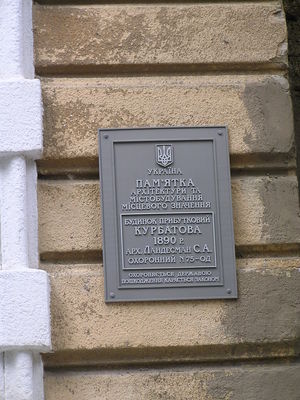 УКРАЇНА
ПАМ'ЯТКА
АРХІТЕКТУРИ ТА
МІСТОБУДУВАННЯ
МІСЦЕВОГО ЗНАЧЕННЯ
БУДИНОК ПРИБУТКОВИЙ
КУРБАТОВА
1890 Р.
АРХ. ЛАНДЕСМАН С.А.
ОХОРОННИЙ N 75-ОД
ОХОРОНЯЄТЬСЯ ДЕРЖАВОЮ
ПОШКОДЖЕННЯ КАРАЄТЬСЯ ЗАКОНОМ